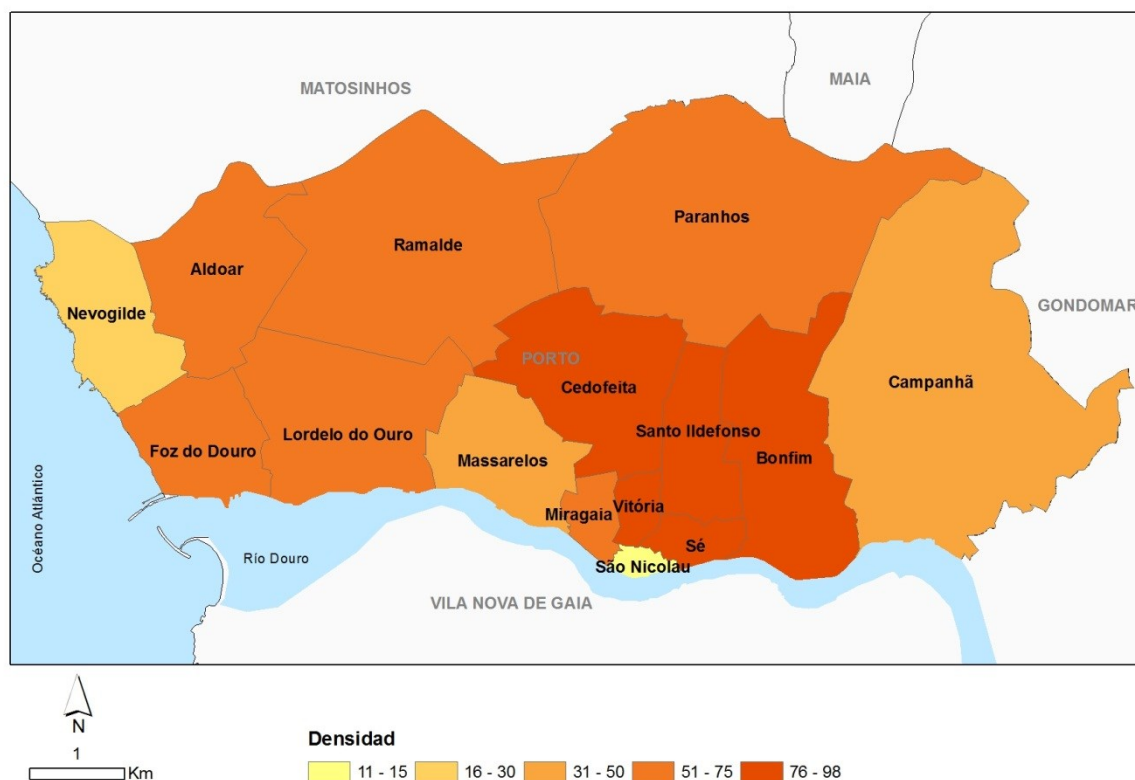 MATOSINHOS
MAIA
Paranhos
Ramalde
Aldoar
GONDOMAR
Nevogilde
PORTO
Cedofeita
Campanhã
Santo Ildefonso
Lordelo do Ouro
Foz do Douro
Bonfim
Massarelos
Vitória
Miragaia
Sé
São Nicolau
Océano Atlántico
Río Douro
VILA NOVA DE GAIA
N
1
Km
Densidad
11 - 15
16 - 30
31 - 50
51 - 75
76 - 98